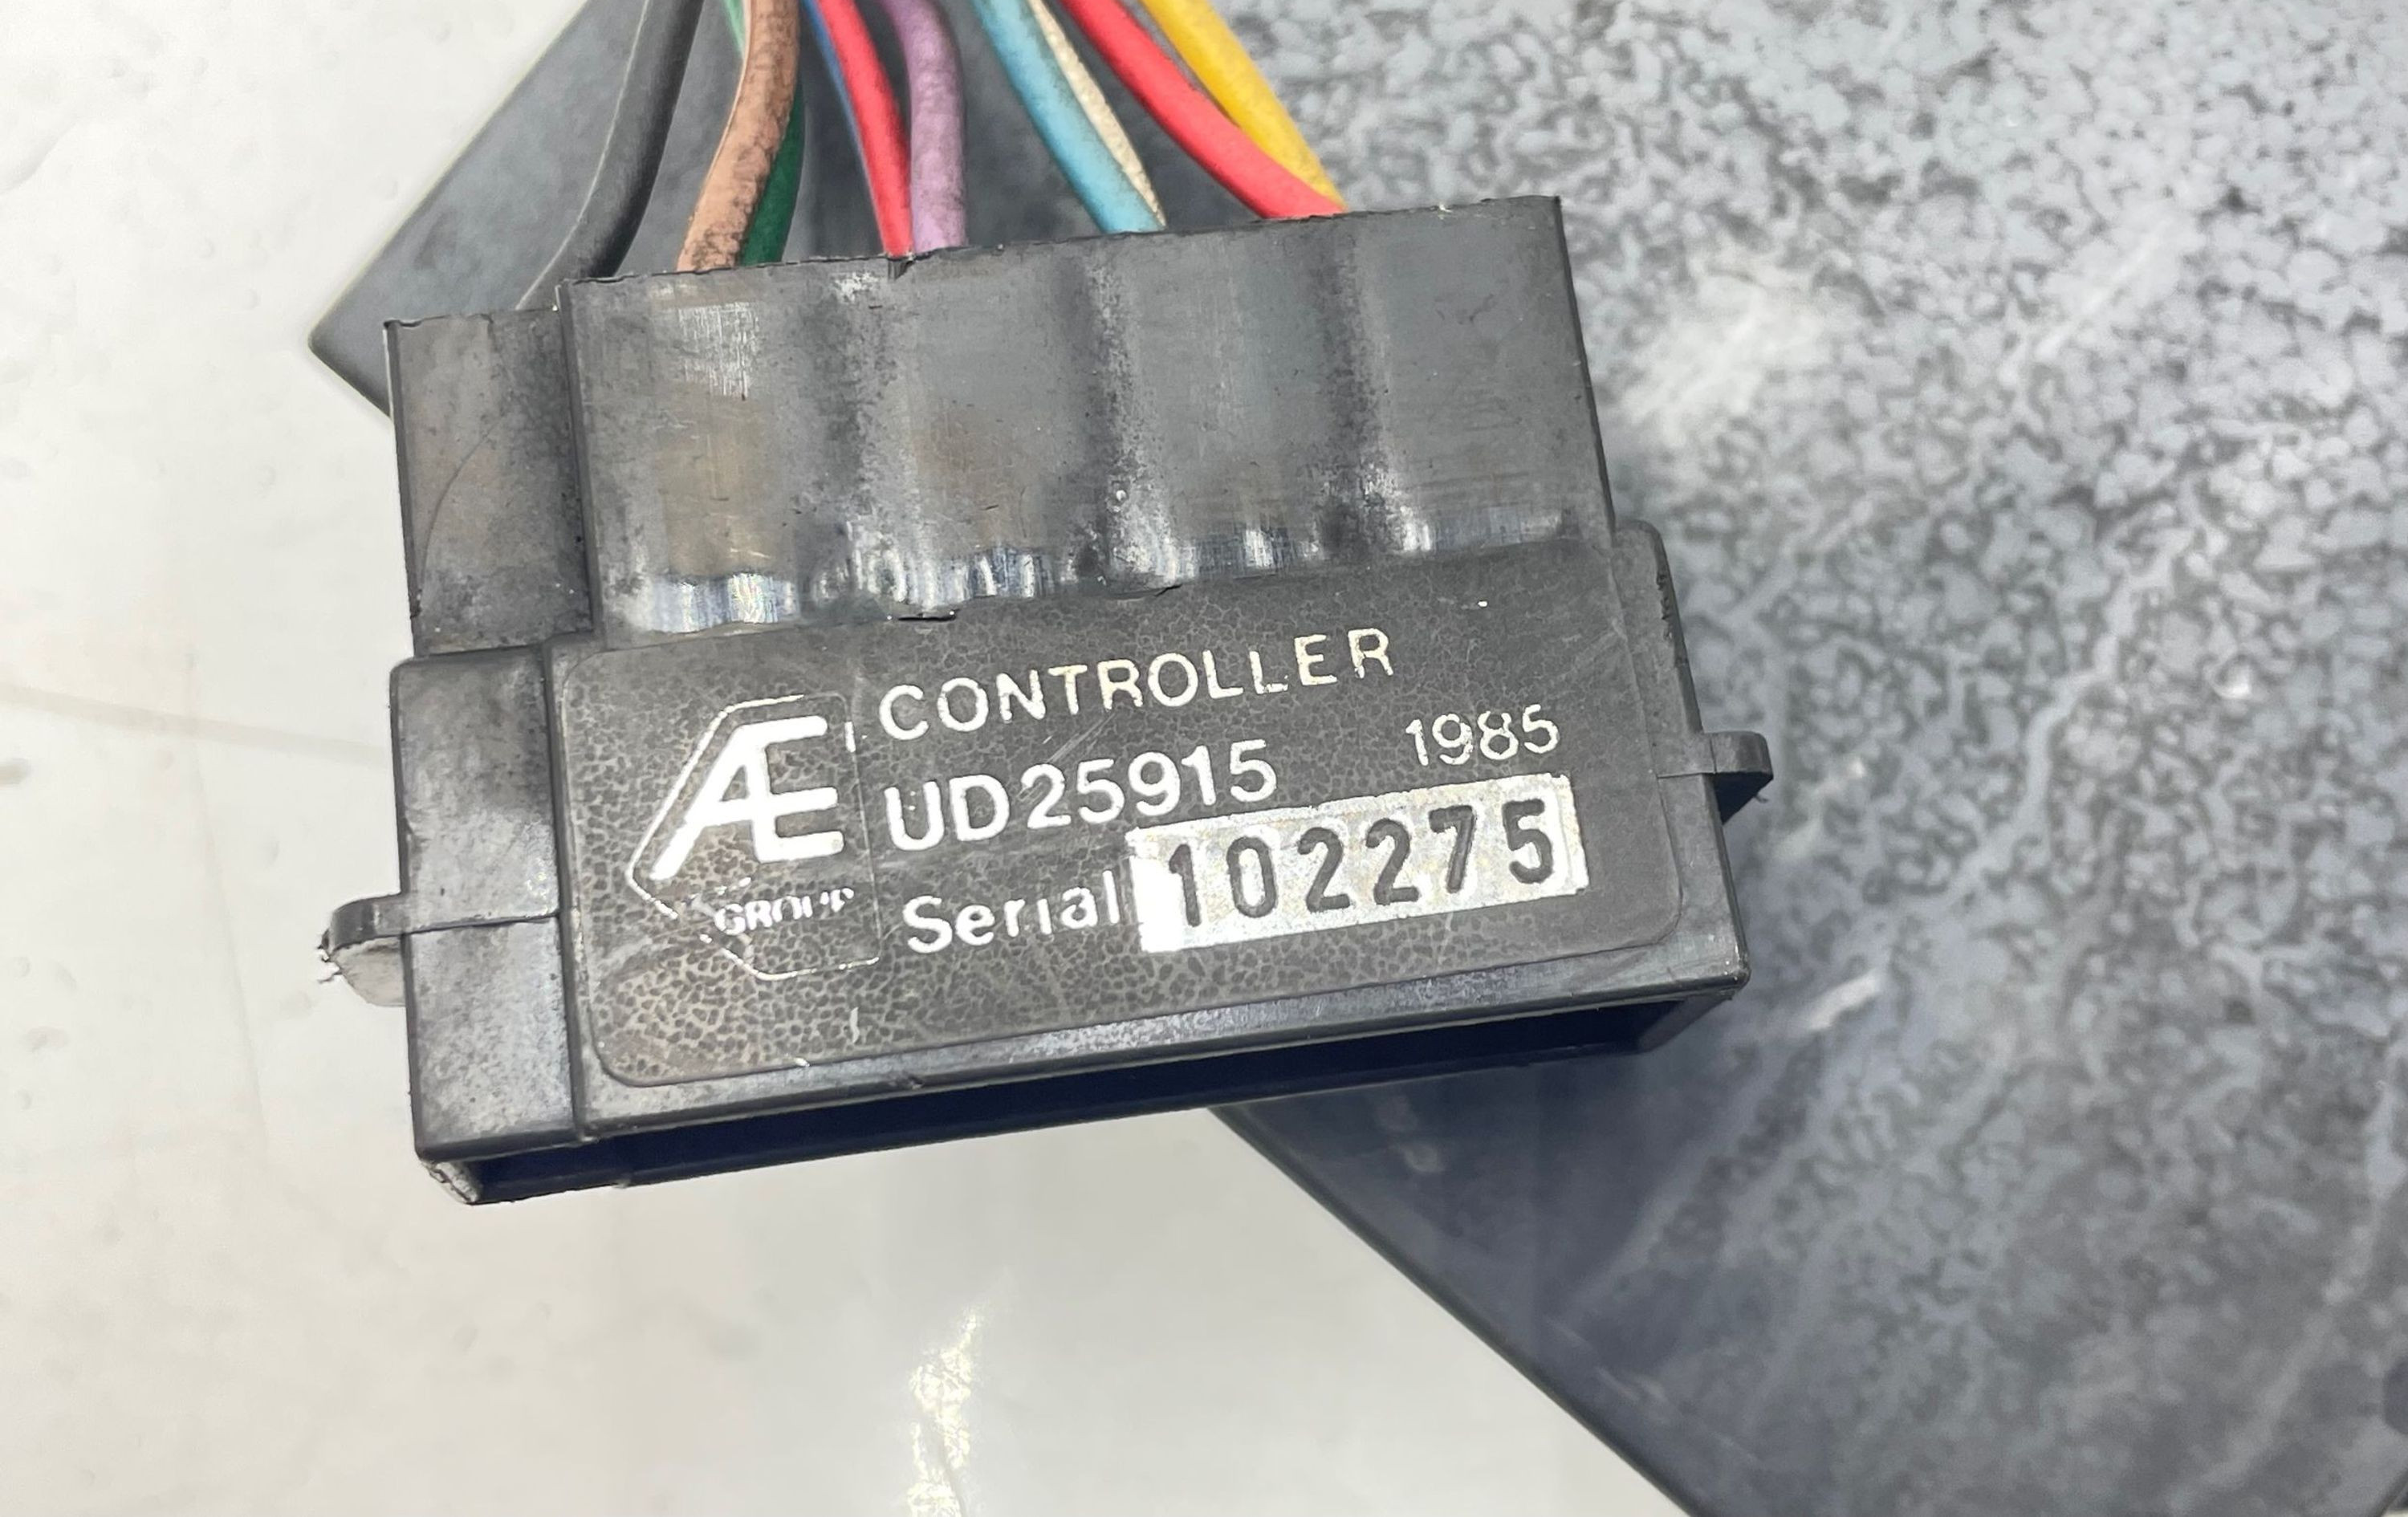 CONTROLLER
UD25915 1985
Serial 102275
AE
GROUP